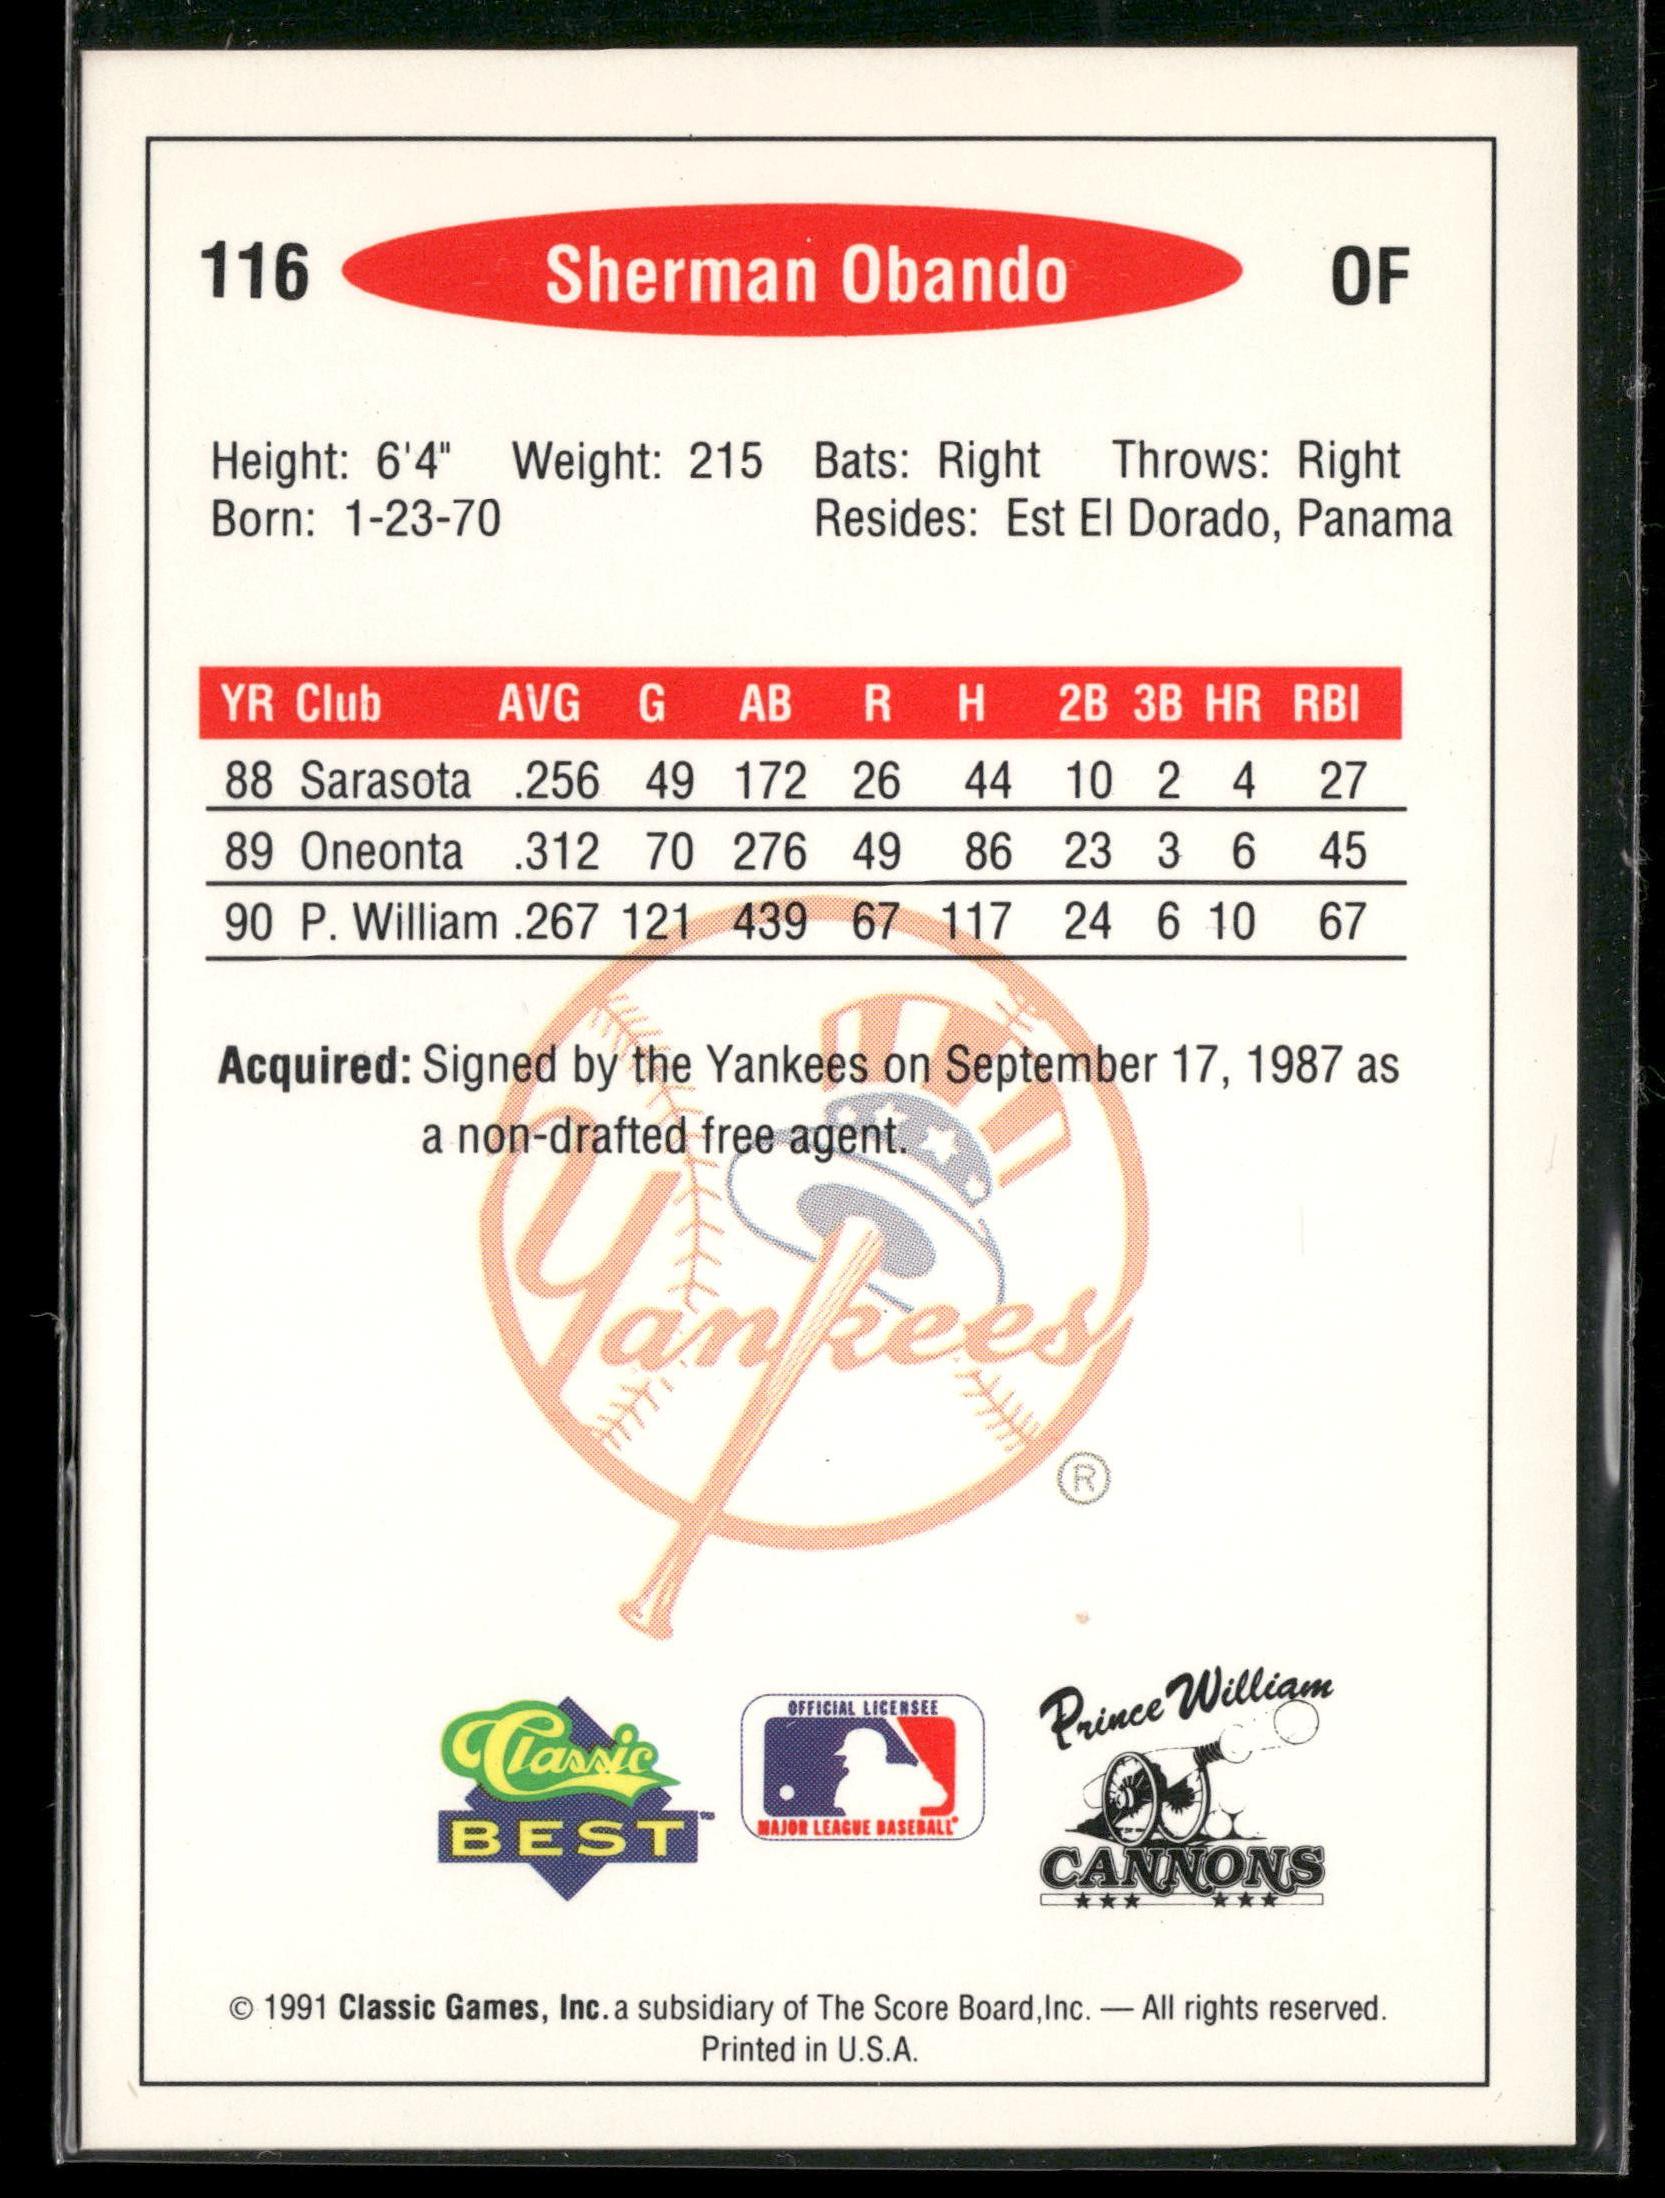 116 Sherman Obando OF
Height: 6'4" Weight: 215 Bats: Right Throws: Right
Born: 1-23-70 Resides: Est El Dorado, Panama
YR Club AVG G AB R H 2B 3B HR RBI
88 Sarasota .256 49 172 26 44 10 2 4 27
89 Oneonta .312 70 276 49 86 23 3 6 45
90 P. William .267 121 439 67 117 24 6 10 67
Acquired: Signed by the Yankees on September 17, 1987 as
a non-drafted free agent.
Yankees
®
Classic
BEST™
OFFICIAL LICENSEE
MAJOR LEAGUE BASEBALL®
Prince William
CANNONS
© 1991 Classic Games, Inc. a subsidiary of The Score Board,Inc. — All rights reserved.
Printed in U.S.A.